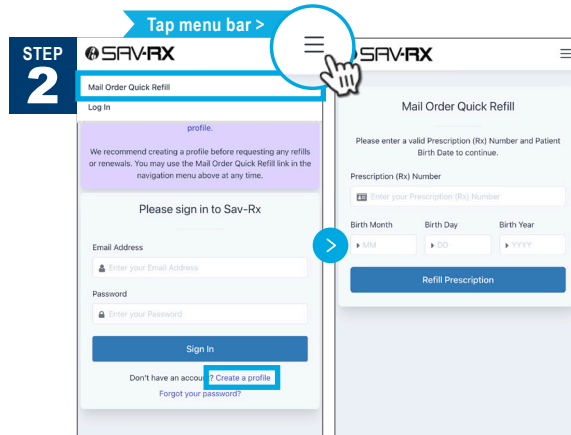 Tap menu bar >
STEP
2
SAV-RX
Mail Order Quick Refill
Log In
profile.
We recommend creating a profile before requesting any refills
or renewals. You may use the Mail Order Quick Refill link in the
navigation menu above at any time.
Please sign in to Sav-Rx
Email Address
Enter your Email Address
Password
Enter your Password
Sign In
Don't have an account? Create a profile
Forgot your password?
SAV-RX
Mail Order Quick Refill
Please enter a valid Prescription (Rx) Number and Patient
Birth Date to continue.
Prescription (Rx) Number
Enter your Prescription (Rx) Number
Birth Month Birth Day Birth Year
MM DD YYYY
Refill Prescription